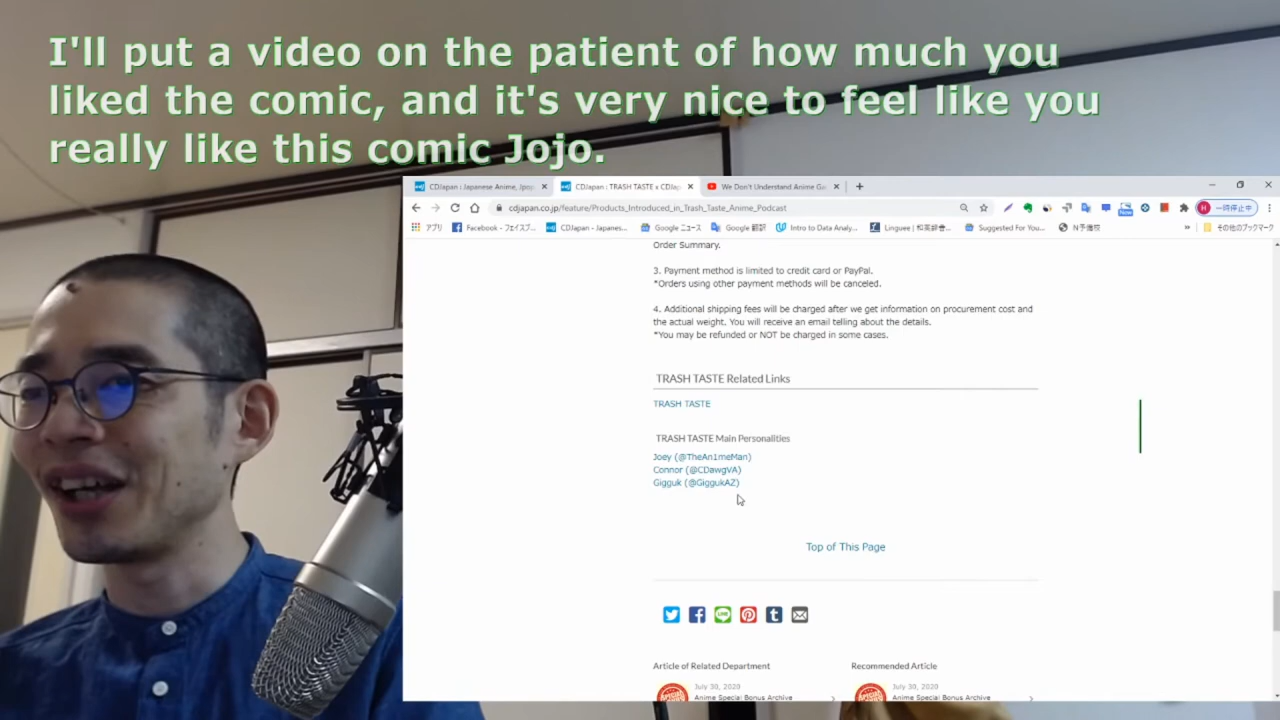 I'll put a video on the patient of how much you
liked the comic, and it's very nice to feel like you
really like this comic Jojo.
CDJapan : Japanese Anime, Jpop
CDJapan : TRASH TASTE x CDJap
We Don't Understand Anime Ga
cdjapan.co.jp/feature/Products_Introduced_in_Trash_Taste_Anime_Podcast
一時停止中
アプリ
Facebook - フェイスブ...
CDJapan - Japanes...
Google ニュース
Google 翻訳
Intro to Data Analy...
Linguee | 和英辞書...
Suggested For You...
N予備校
»
その他のブックマーク
Order Summary.
3. Payment method is limited to credit card or PayPal.
*Orders using other payment methods will be canceled.
4. Additional shipping fees will be charged after we get information on procurement cost and
the actual weight. You will receive an email telling about the details.
*You may be refunded or NOT be charged in some cases.
TRASH TASTE Related Links
TRASH TASTE
TRASH TASTE Main Personalities
Joey (@TheAn1meMan)
Connor (@CDawgVA)
Gigguk (@GiggukAZ)
Top of This Page
Article of Related Department
Recommended Article
July 30, 2020
Anime Special Bonus Archive
July 30, 2020
Anime Special Bonus Archive